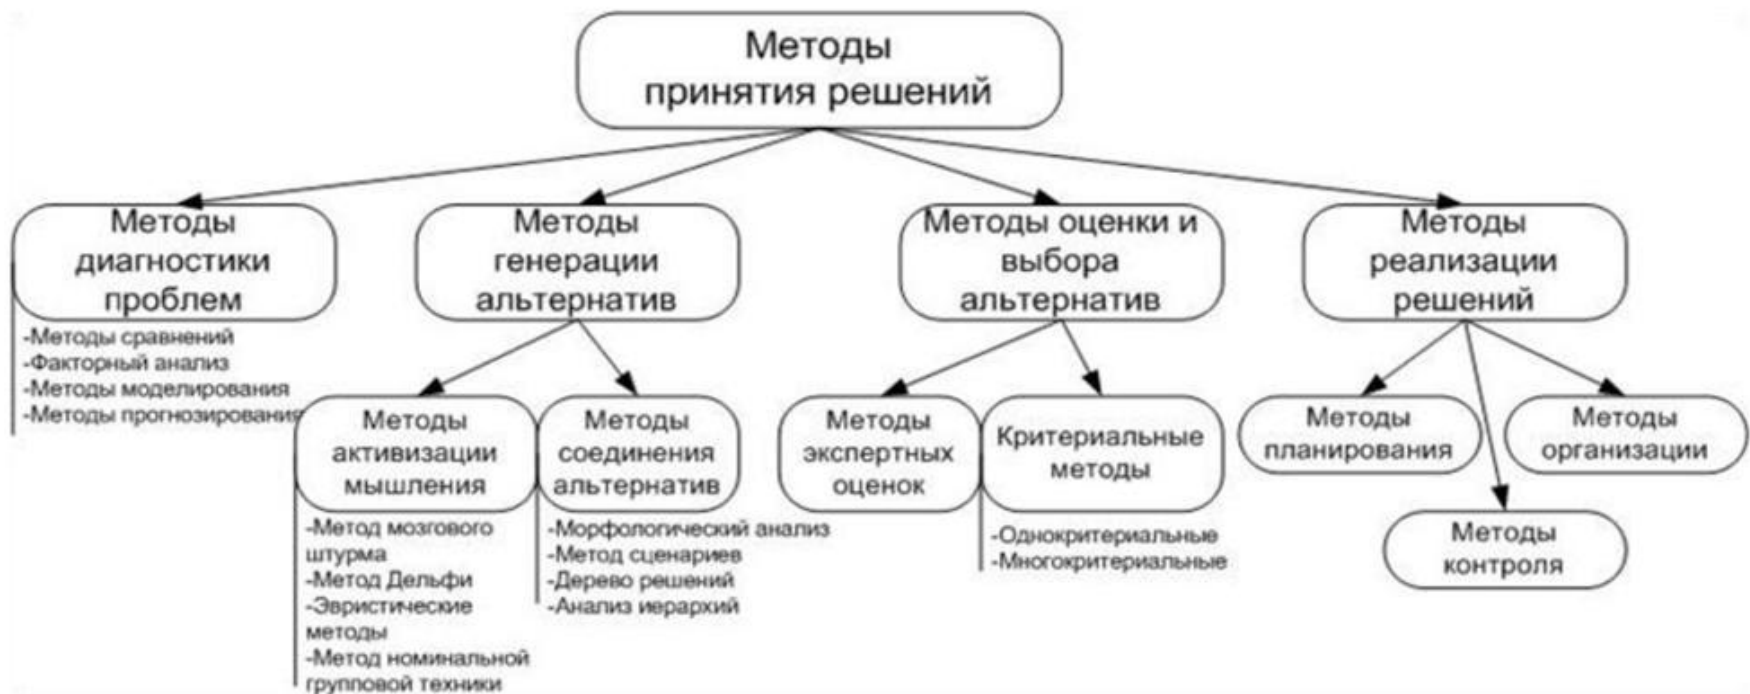 Методы
принятия решений
Методы
диагностики
проблем
-Методы сравнений
-Факторный анализ
-Методы моделирования
-Методы прогнозирования
Методы
генерации
альтернатив
Методы
активизации
мышления
-Метод мозгового
штурма
-Метод Дельфи
-Эвристические
методы
-Метод номинальной
групповой техники
Методы
соединения
альтернатив
-Морфологический анализ
-Метод сценариев
-Дерево решений
-Анализ иерархий
Методы оценки и
выбора
альтернатив
Методы
экспертных
оценок
Критериальные
методы
-Однокритериальные
-Многокритериальные
Методы
реализации
решений
Методы
планирования
Методы
контроля
Методы
организации